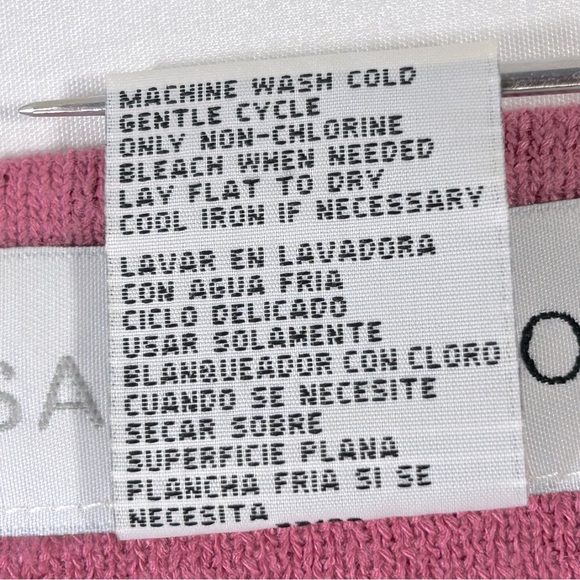 MACHINE WASH COLD
GENTLE CYCLE
ONLY NON-CHLORINE
BLEACH WHEN NEEDED
LAY FLAT TO DRY
COOL IRON IF NECESSARY
LAVAR EN LAVADORA
CON AGUA FRIA
CICLO DELICADO
USAR SOLAMENTE
BLANQUEADOR CON CLORO
CUANDO SE NECESITE
SECAR SOBRE
SUPERFICIE PLANA
PLANCHA FRIA SI SE
NECESITA
SA
O